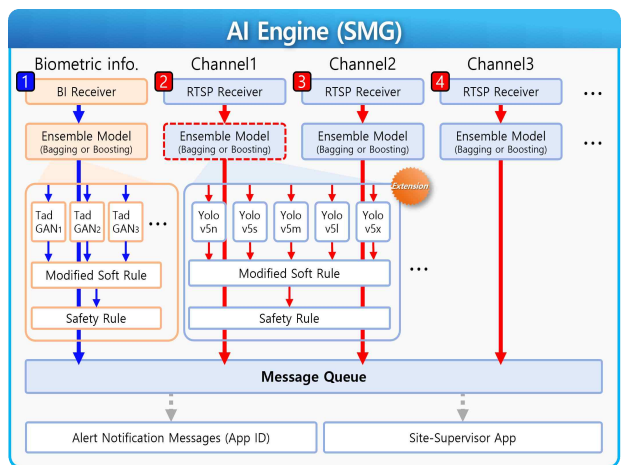 AI Engine (SMG)
Biometric info.
Channel1
Channel2
Channel3
1
BI Receiver
2
RTSP Receiver
3
RTSP Receiver
4
RTSP Receiver
...
Ensemble Model
(Bagging or Boosting)
Ensemble Model
(Bagging or Boosting)
Ensemble Model
(Bagging or Boosting)
Ensemble Model
(Bagging or Boosting)
...
Extension
Tad
GAN1
Tad
GAN2
Tad
GAN3
...
Yolo
v5n
Yolo
v5s
Yolo
v5m
Yolo
v5l
Yolo
v5x
Modified Soft Rule
Modified Soft Rule
...
Safety Rule
Safety Rule
Message Queue
Alert Notification Messages (App ID)
Site-Supervisor App